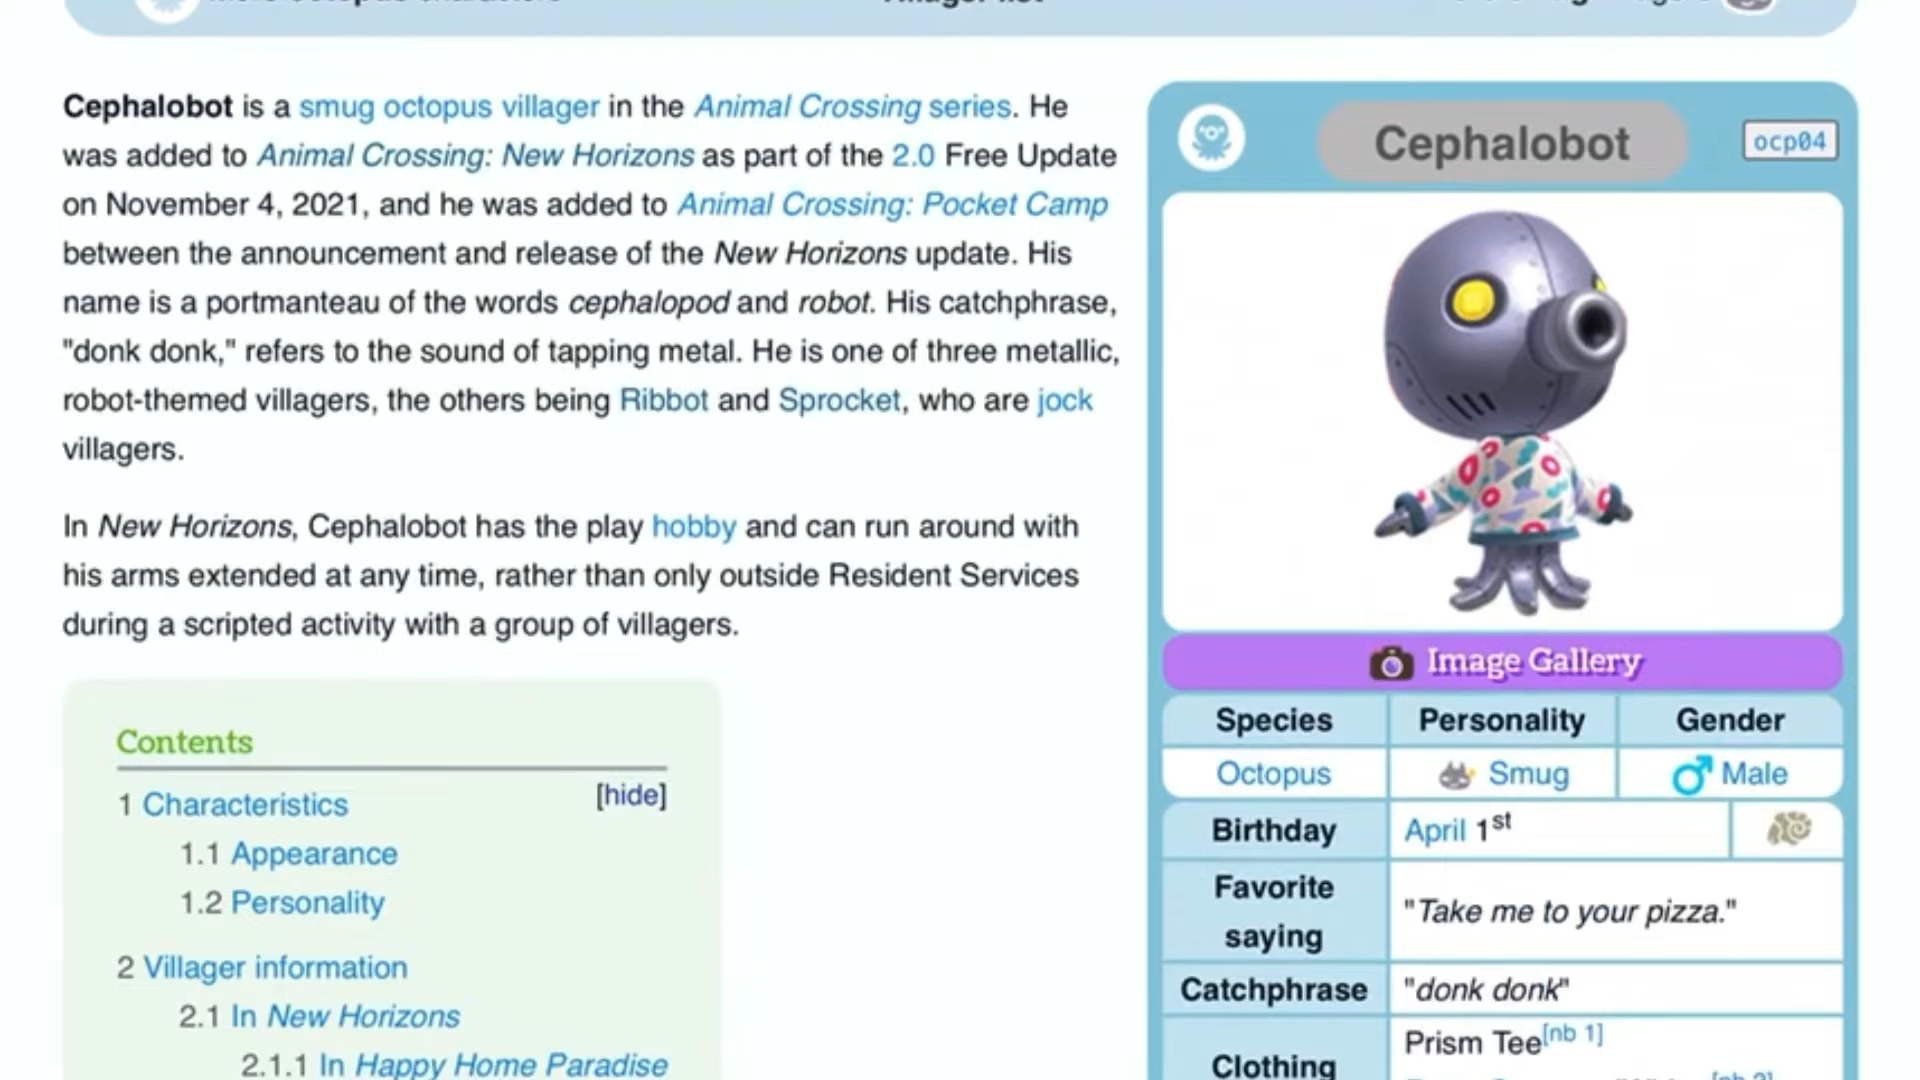 Cephalobot is a smug octopus villager in the Animal Crossing series. He
was added to Animal Crossing: New Horizons as part of the 2.0 Free Update
on November 4, 2021, and he was added to Animal Crossing: Pocket Camp
between the announcement and release of the New Horizons update. His
name is a portmanteau of the words cephalopod and robot. His catchphrase,
"donk donk," refers to the sound of tapping metal. He is one of three metallic,
robot-themed villagers, the others being Ribbot and Sprocket, who are jock
villagers.
In New Horizons, Cephalobot has the play hobby and can run around with
his arms extended at any time, rather than only outside Resident Services
during a scripted activity with a group of villagers.
Contents
[hide]
1 Characteristics
1.1 Appearance
1.2 Personality
2 Villager information
2.1 In New Horizons
2.1.1 In Happy Home Paradise
Cephalobot
ocp04
Image Gallery
Species Personality Gender
Octopus Smug Male
Birthday April 1st
Favorite saying "Take me to your pizza."
Catchphrase "donk donk"
Clothing Prism Tee[nb 1]